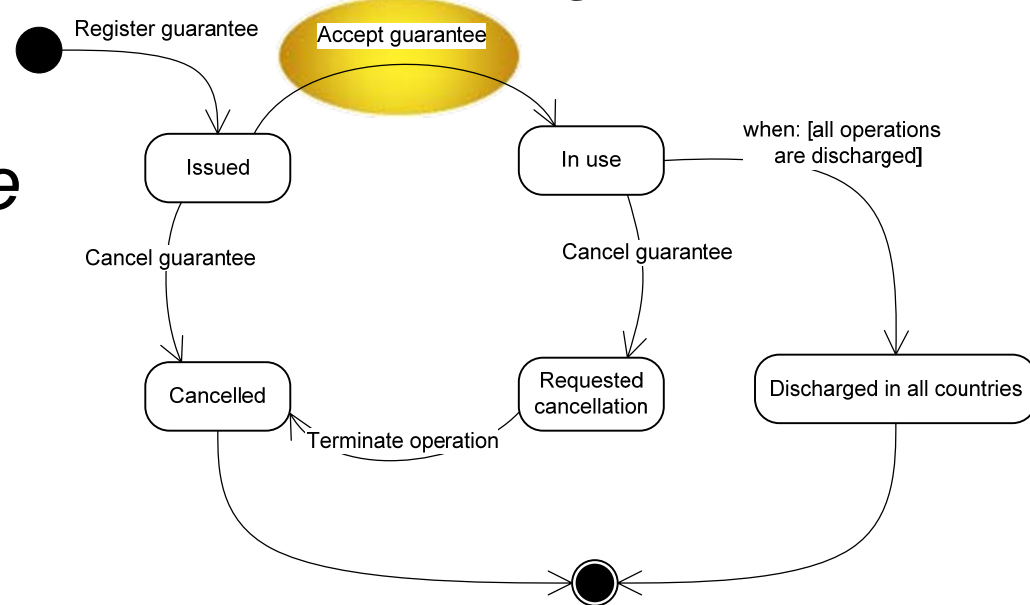 Register guarantee
Accept guarantee
Issued
In use
when: [all operations
are discharged]
e
Cancel guarantee
Cancel guarantee
Cancelled
Requested
cancellation
Discharged in all countries
Terminate operation